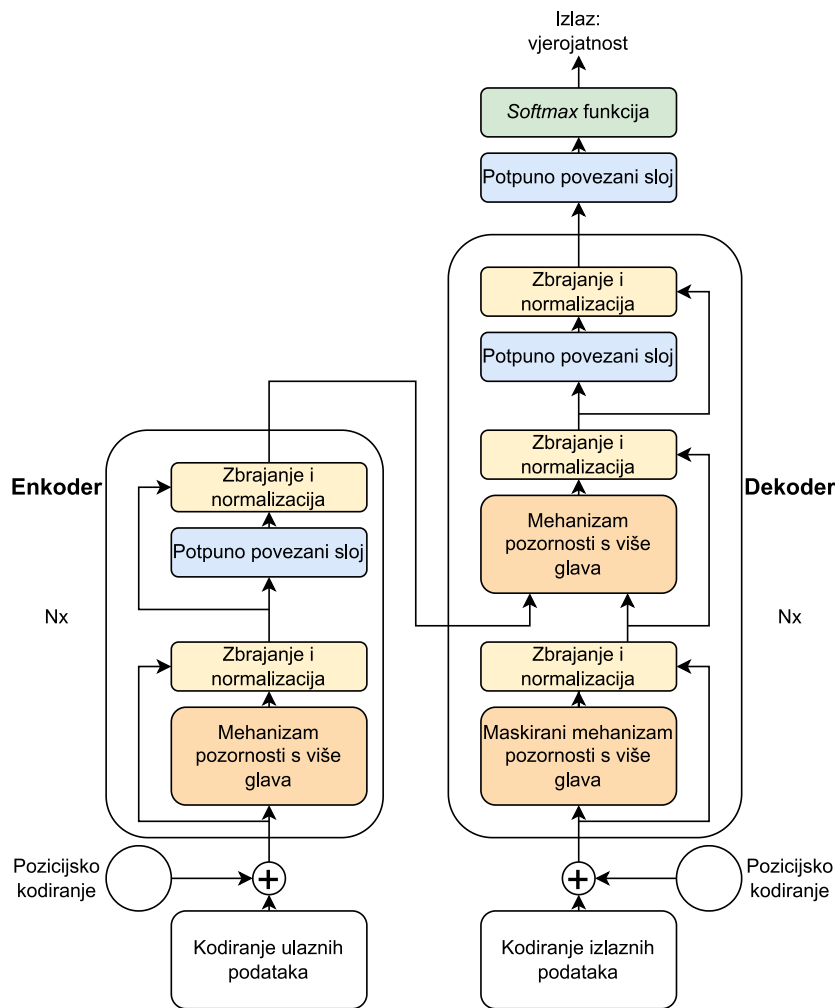 Izlaz:
vjerojatnost
Softmax funkcija
Potpuno povezani sloj
Zbrajanje i
normalizacija
Potpuno povezani sloj
Zbrajanje i
normalizacija
Dekoder
Mehanizam
pozornosti s više
glava
Nx
Zbrajanje i
normalizacija
Maskirani mehanizam
pozornosti s više
glava
+
Pozicijsko
kodiranje
Kodiranje izlaznih
podataka
Enkoder
Zbrajanje i
normalizacija
Potpuno povezani sloj
Nx
Zbrajanje i
normalizacija
Mehanizam
pozornosti s više
glava
Pozicijsko
kodiranje
+
Kodiranje ulaznih
podataka